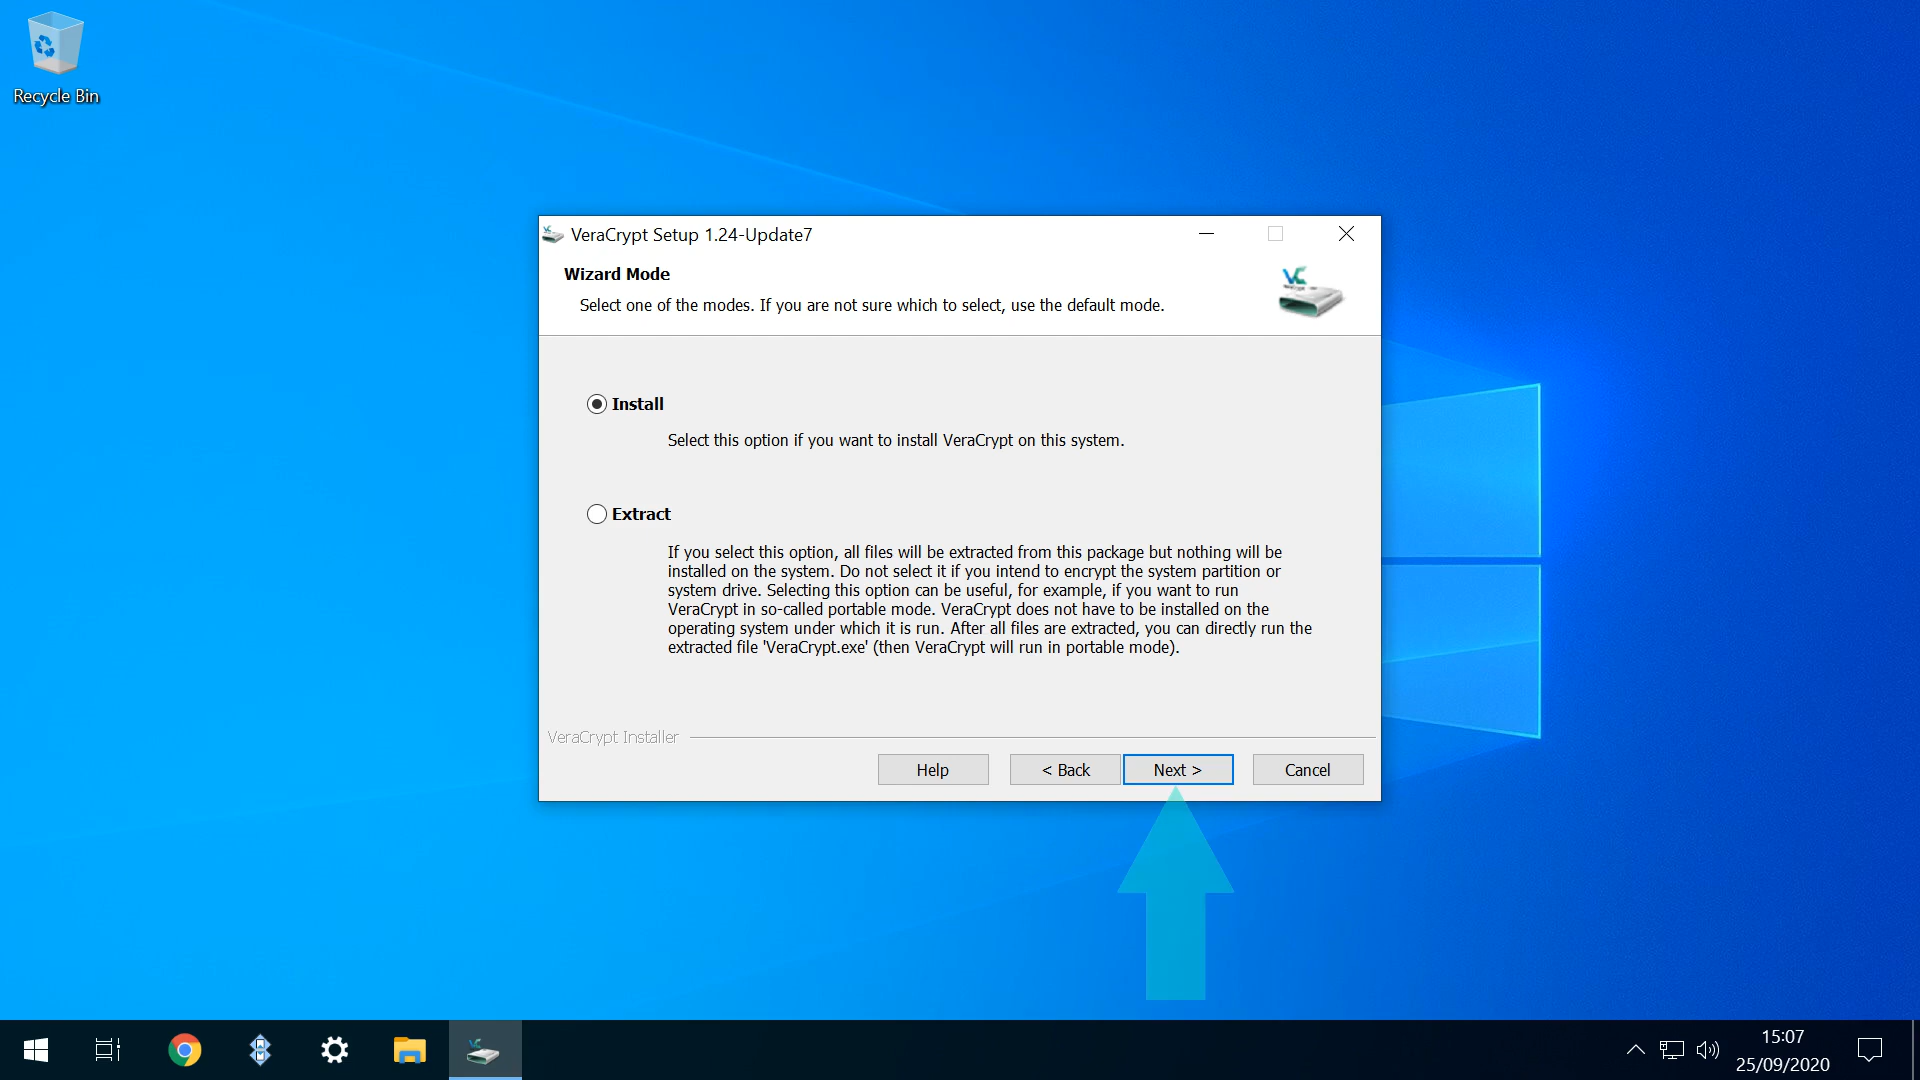 Recycle Bin
VeraCrypt Setup 1.24-Update7
Wizard Mode
Select one of the modes. If you are not sure which to select, use the default mode.
Install
Select this option if you want to install VeraCrypt on this system.
Extract
If you select this option, all files will be extracted from this package but nothing will be
installed on the system. Do not select it if you intend to encrypt the system partition or
system drive. Selecting this option can be useful, for example, if you want to run
VeraCrypt in so-called portable mode. VeraCrypt does not have to be installed on the
operating system under which it is run. After all files are extracted, you can directly run the
extracted file 'VeraCrypt.exe' (then VeraCrypt will run in portable mode).
VeraCrypt Installer
Help
< Back
Next >
Cancel
15:07
25/09/2020